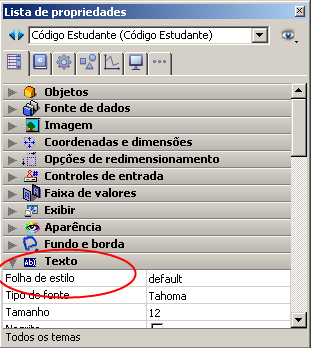 Lista de propriedades
Código Estudante (Código Estudante)
Objetos
Fonte de dados
Imagem
Coordenadas e dimensões
Opções de redimensionamento
Controles de entrada
Faixa de valores
Exibir
Aparência
Fundo e borda
Texto
Folha de estilo default
Tipo de fonte Tahoma
Tamanho 12
Negrito
Todos os temas